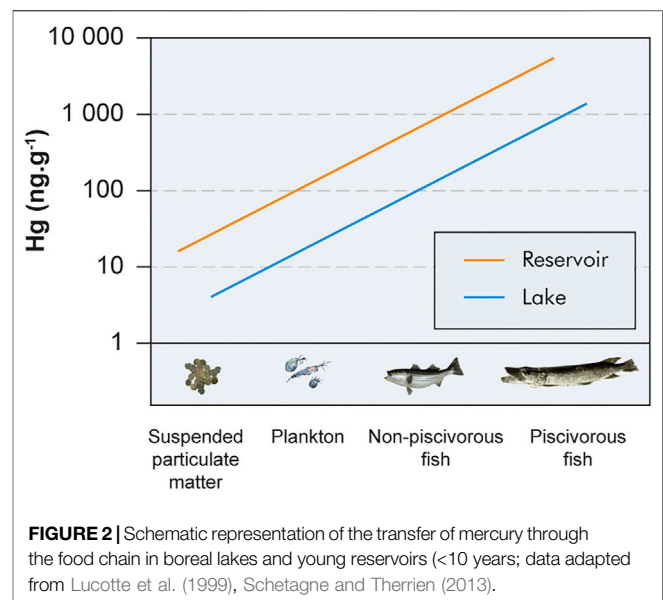 10 000
1 000
100
10
1
Hg (ng.g⁻¹)
Reservoir
Lake
Suspended
particulate
matter
Plankton
Non-piscivorous
fish
Piscivorous
fish
FIGURE 2 | Schematic representation of the transfer of mercury through
the food chain in boreal lakes and young reservoirs (<10 years; data adapted
from Lucotte et al. (1999), Schetagne and Therrien (2013).